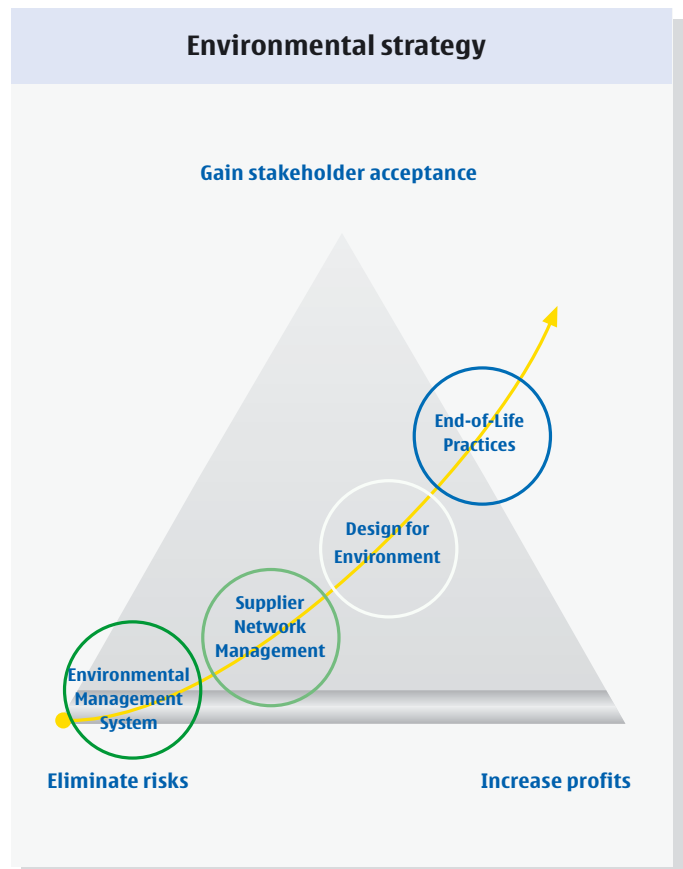 Environmental strategy
Gain stakeholder acceptance
End-of-Life
Practices
Design for
Environment
Supplier
Network
Management
Environmental
Management
System
Eliminate risks
Increase profits